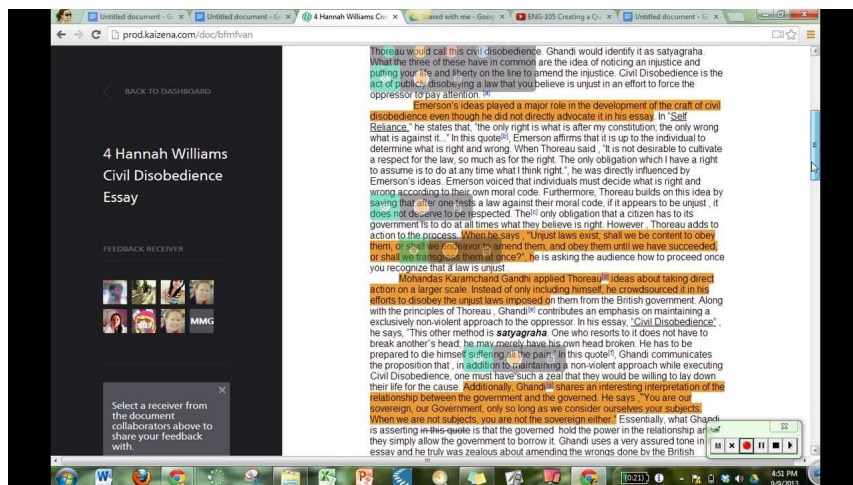 Untitled document - G
Untitled document - G
4 Hannah Williams Civ
Shared with me - Goog
ENG-105 Creating a Qu
Untitled document - G
prod.kaizena.com/doc/bfmfvan
BACK TO DASHBOARD
4 Hannah Williams
Civil Disobedience
Essay
FEEDBACK RECEIVER
MMG
Select a receiver from
the document
collaborators above to
share your feedback
with.
Thoreau would call this civil disobedience. Ghandi would identify it as satyagraha.
What the three of these have in common are the idea of noticing an injustice and
putting your life and liberty on the line to amend the injustice. Civil Disobedience is the
act of publicly disobeying a law that you believe is unjust in an effort to force the
oppressor to pay attention. [a]
Emerson's ideas played a major role in the development of the craft of civil
disobedience even though he did not directly advocate it in his essay. In "Self
Reliance," he states that, "the only right is what is after my constitution; the only wrong
what is against it..." In this quote[b], Emerson affirms that it is up to the individual to
determine what is right and wrong. When Thoreau said , "It is not desirable to cultivate
a respect for the law, so much as for the right. The only obligation which I have a right
to assume is to do at any time what I think right.", he was directly influenced by
Emerson's ideas. Emerson voiced that individuals must decide what is right and
wrong according to their own moral code. Furthermore, Thoreau builds on this idea by
saying that after one tests a law against their moral code, if it appears to be unjust , it
does not deserve to be respected. The[c] only obligation that a citizen has to its
government is to do at all times what they believe is right. However , Thoreau adds to
action to the process. When he says , "Unjust laws exist; shall we be content to obey
them, or shall we endeavor to amend them, and obey them until we have succeeded,
or shall we transgress them at once?", he is asking the audience how to proceed once
you recognize that a law is unjust .
Mohandas Karamchand Gandhi applied Thoreau[d] ideas about taking direct
action on a larger scale. Instead of only including himself, he crowdsourced it in his
efforts to disobey the unjust laws imposed on them from the British government. Along
with the principles of Thoreau , Ghandi[e] contributes an emphasis on maintaining a
exclusively non-violent approach to the oppressor. In his essay, "Civil Disobedience" ,
he says, "This other method is satyagraha. One who resorts to it does not have to
break another's head; he may merely have his own head broken. He has to be
prepared to die himself suffering all the pain." In this quote[f], Ghandi communicates
the proposition that , in addition to maintaining a non-violent approach while executing
Civil Disobedience, one must have such a zeal that they would be willing to lay down
their life for the cause. Additionally, Ghandi[g] shares an interesting interpretation of the
relationship between the government and the governed. He says ,"You are our
sovereign, our Government, only so long as we consider ourselves your subjects.
When we are not subjects, you are not the sovereign either." Essentially, what Ghandi
is asserting in this quote is that the governed hold the power in the relationship an
they simply allow the government to borrow it. Ghandi uses a very assured tone in
essay and he truly was zealous about amending the wrongs done by the British
(0:21)
4:51 PM
9/9/2013